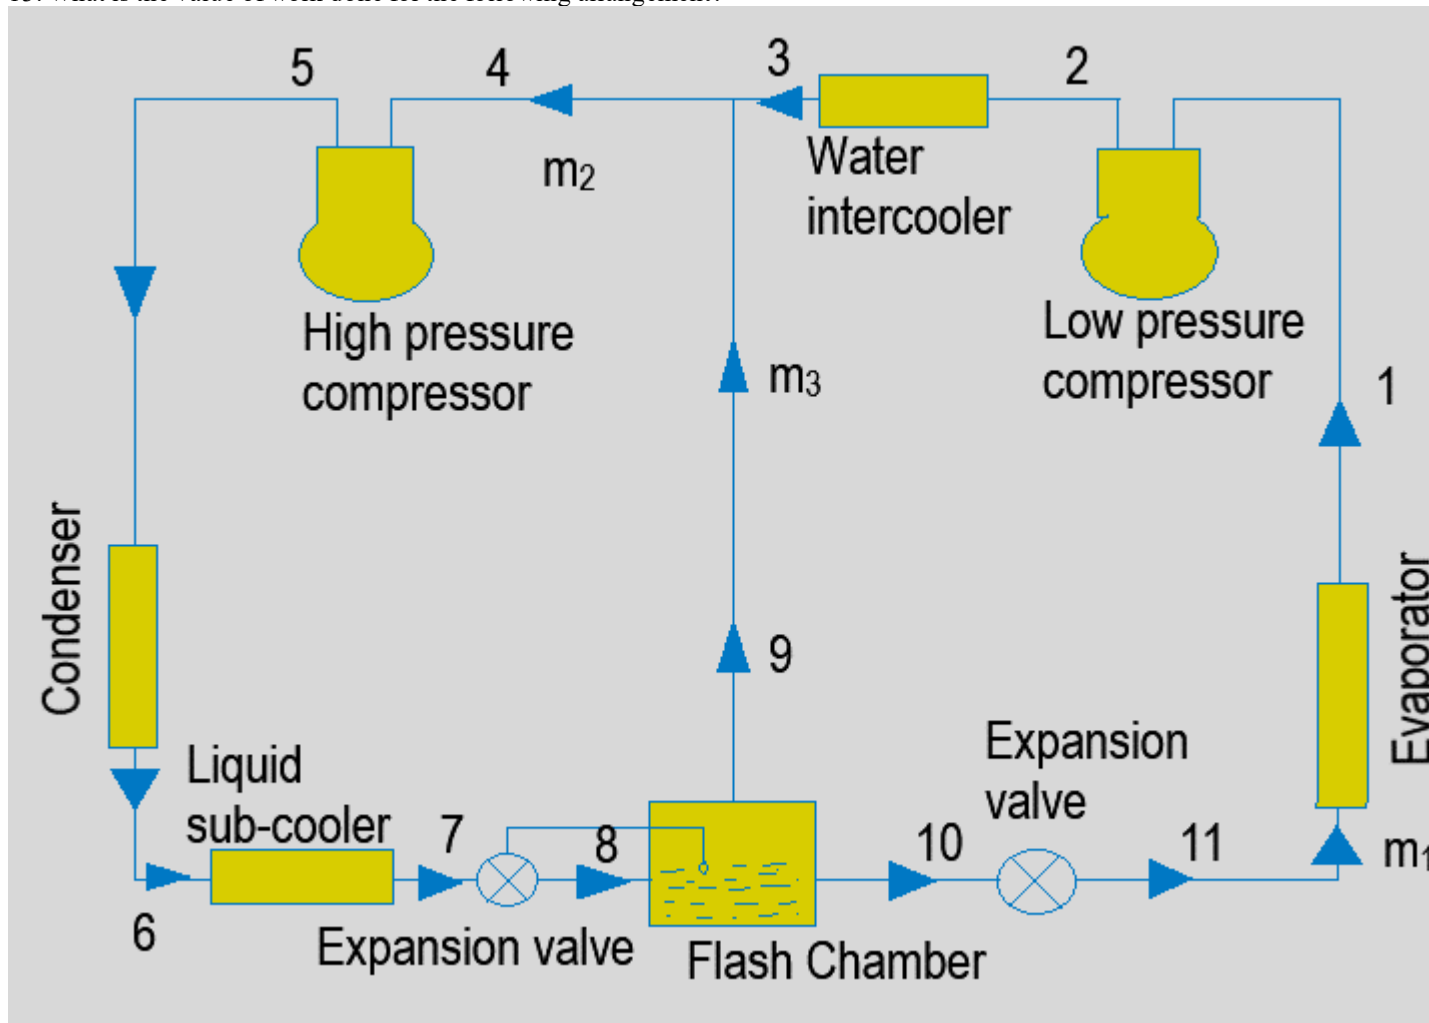 5
4
3
2
m2
Water
intercooler
High pressure
compressor
Low pressure
compressor
m3
1
Condenser
9
Evaporator
Liquid
sub-cooler
Expansion
valve
7
8
10
11
m1
6
Expansion valve
Flash Chamber